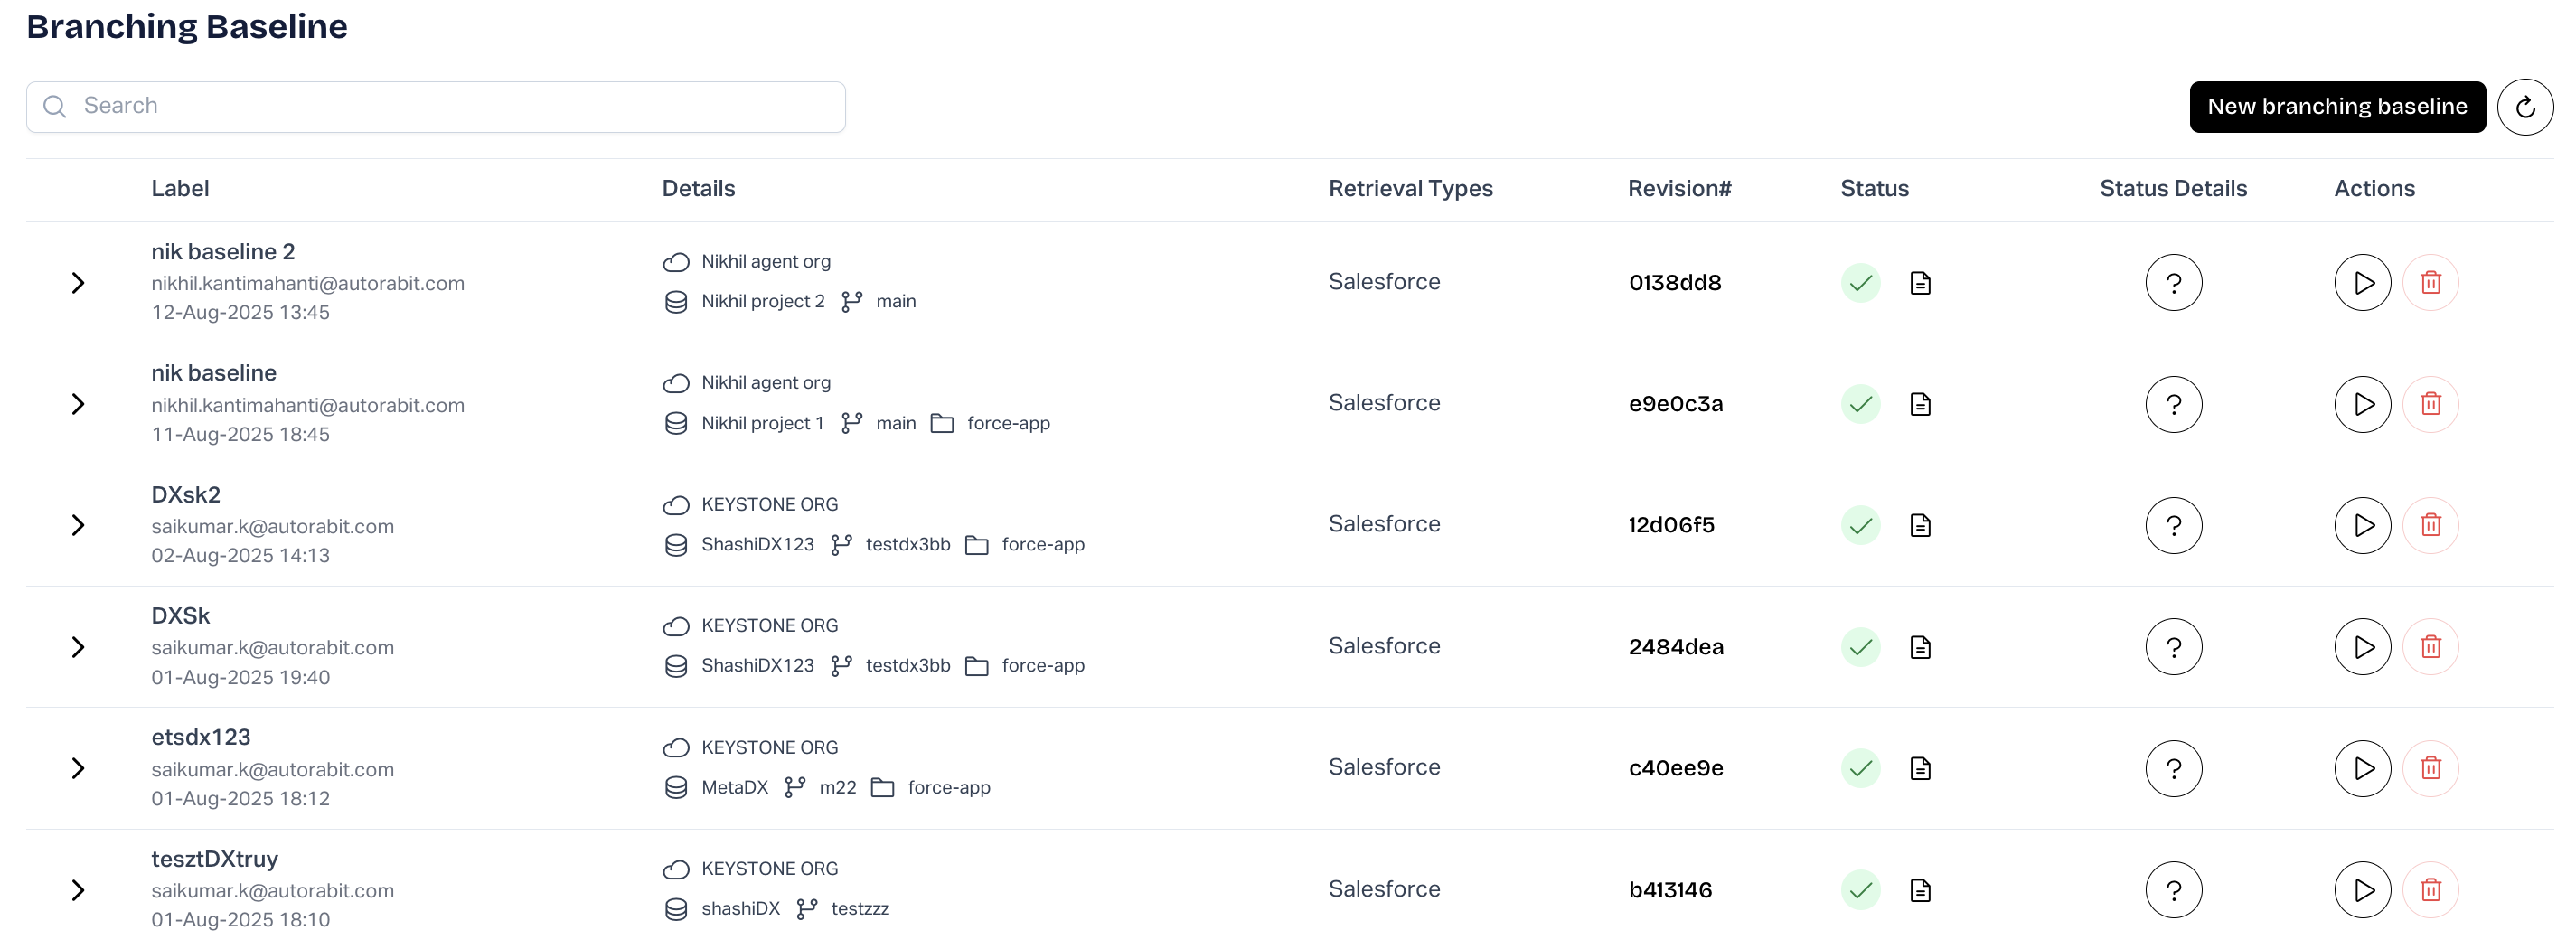 Branching Baseline
Search
New branching baseline
Label Details Retrieval Types Revision# Status Status Details Actions
nik baseline 2
nikhil.kantimahanti@autorabit.com
12-Aug-2025 13:45
Nikhil agent org
Nikhil project 2 main
Salesforce
0138dd8
?
nik baseline
nikhil.kantimahanti@autorabit.com
11-Aug-2025 18:45
Nikhil agent org
Nikhil project 1 main force-app
Salesforce
e9e0c3a
?
DXsk2
saikumar.k@autorabit.com
02-Aug-2025 14:13
KEYSTONE ORG
ShashiDX123 testdx3bb force-app
Salesforce
12d06f5
?
DXSk
saikumar.k@autorabit.com
01-Aug-2025 19:40
KEYSTONE ORG
ShashiDX123 testdx3bb force-app
Salesforce
2484dea
?
etsdx123
saikumar.k@autorabit.com
01-Aug-2025 18:12
KEYSTONE ORG
MetaDX m22 force-app
Salesforce
c40ee9e
?
tesztDXtruy
saikumar.k@autorabit.com
01-Aug-2025 18:10
KEYSTONE ORG
shashiDX testzzz
Salesforce
b413146
?